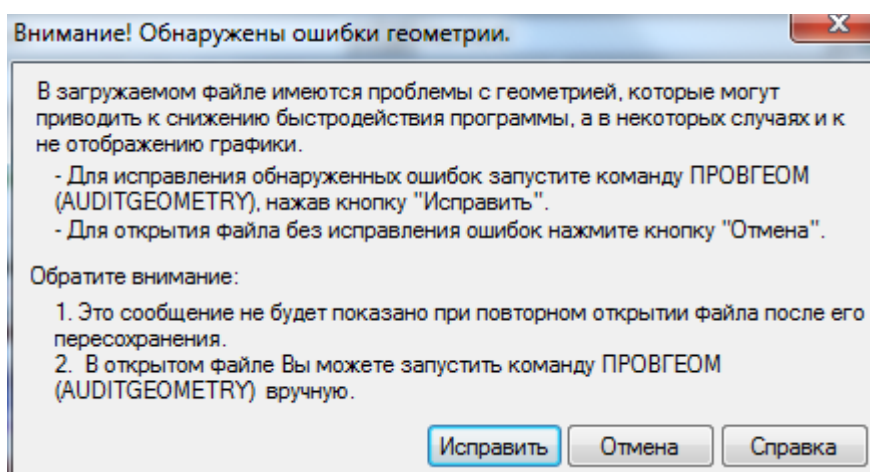 Внимание! Обнаружены ошибки геометрии.
В загружаемом файле имеются проблемы с геометрией, которые могут
приводить к снижению быстродействия программы, а в некоторых случаях и к
не отображению графики.
- Для исправления обнаруженных ошибок запустите команду ПРОВГЕОМ
(AUDITGEOMETRY), нажав кнопку "Исправить".
- Для открытия файла без исправления ошибок нажмите кнопку "Отмена".
Обратите внимание:
1. Это сообщение не будет показано при повторном открытии файла после его
пересохранения.
2. В открытом файле Вы можете запустить команду ПРОВГЕОМ
(AUDITGEOMETRY) вручную.
Исправить Отмена Справка